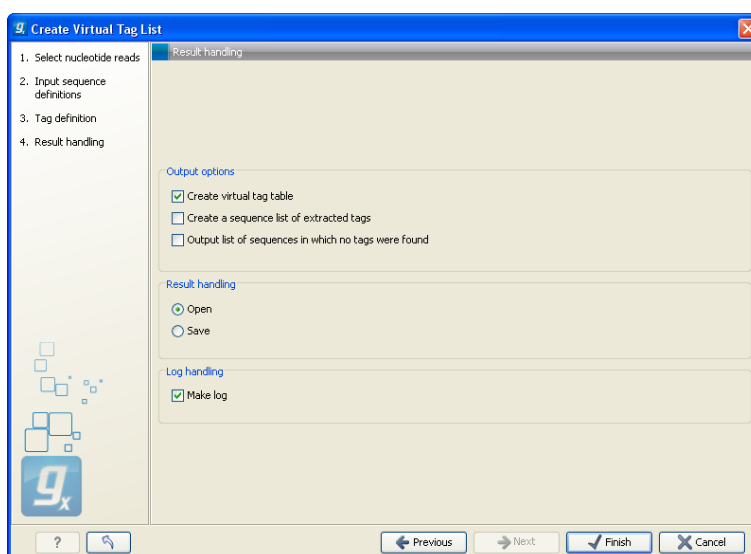 Create Virtual Tag List
1. Select nucleotide reads
2. Input sequence
definitions
3. Tag definition
4. Result handling
Result handling
Output options
Create virtual tag table
Create a sequence list of extracted tags
Output list of sequences in which no tags were found
Result handling
Open
Save
Log handling
Make log
gx
?
Previous
Next
Finish
Cancel